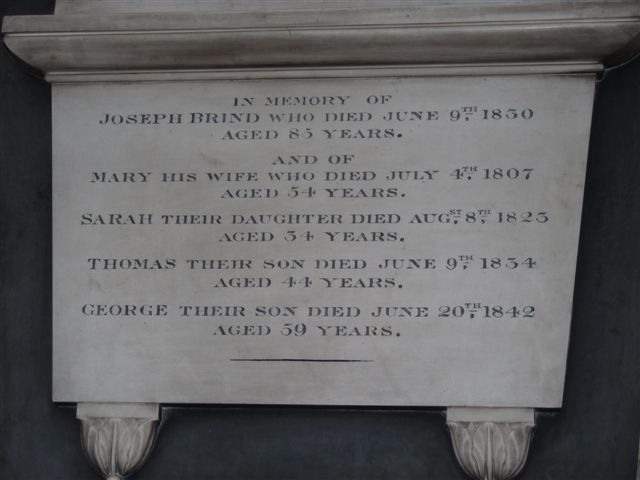 IN MEMORY OF
JOSEPH BRIND WHO DIED JUNE 9TH, 1830
AGED 85 YEARS.
AND OF
MARY HIS WIFE WHO DIED JULY 4TH, 1807
AGED 54 YEARS.
SARAH THEIR DAUGHTER DIED AUGST, 8TH, 1823
AGED 34 YEARS.
THOMAS THEIR SON DIED JUNE 9TH, 1834
AGED 44 YEARS.
GEORGE THEIR SON DIED JUNE 20TH, 1842
AGED 59 YEARS.